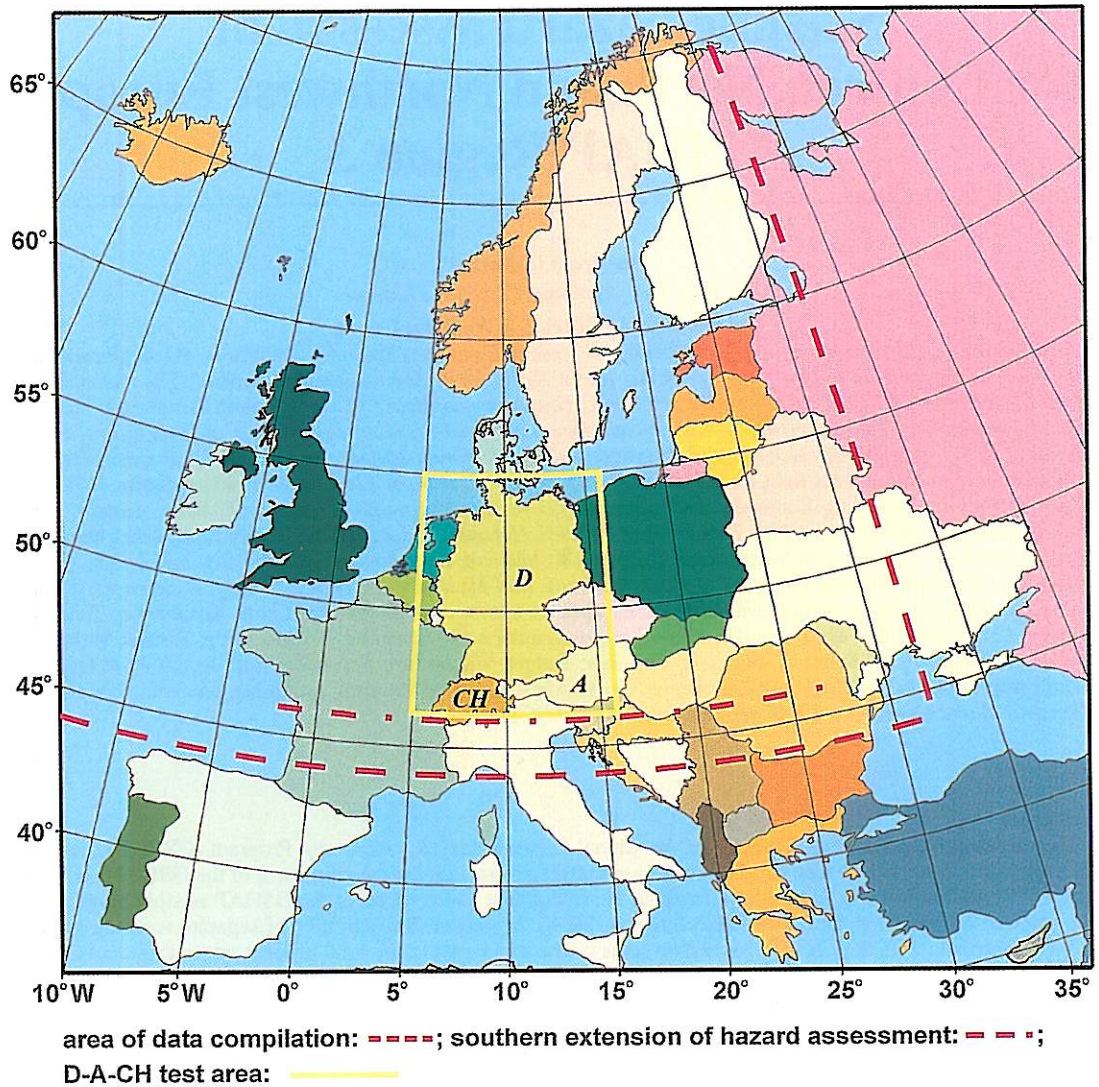 65°
60°
55°
50°
45°
40°
D
CH
A
10°W 5°W 0° 5° 10° 15° 20° 25° 30° 35°
area of data compilation: ; southern extension of hazard assessment: ;
D-A-CH test area: